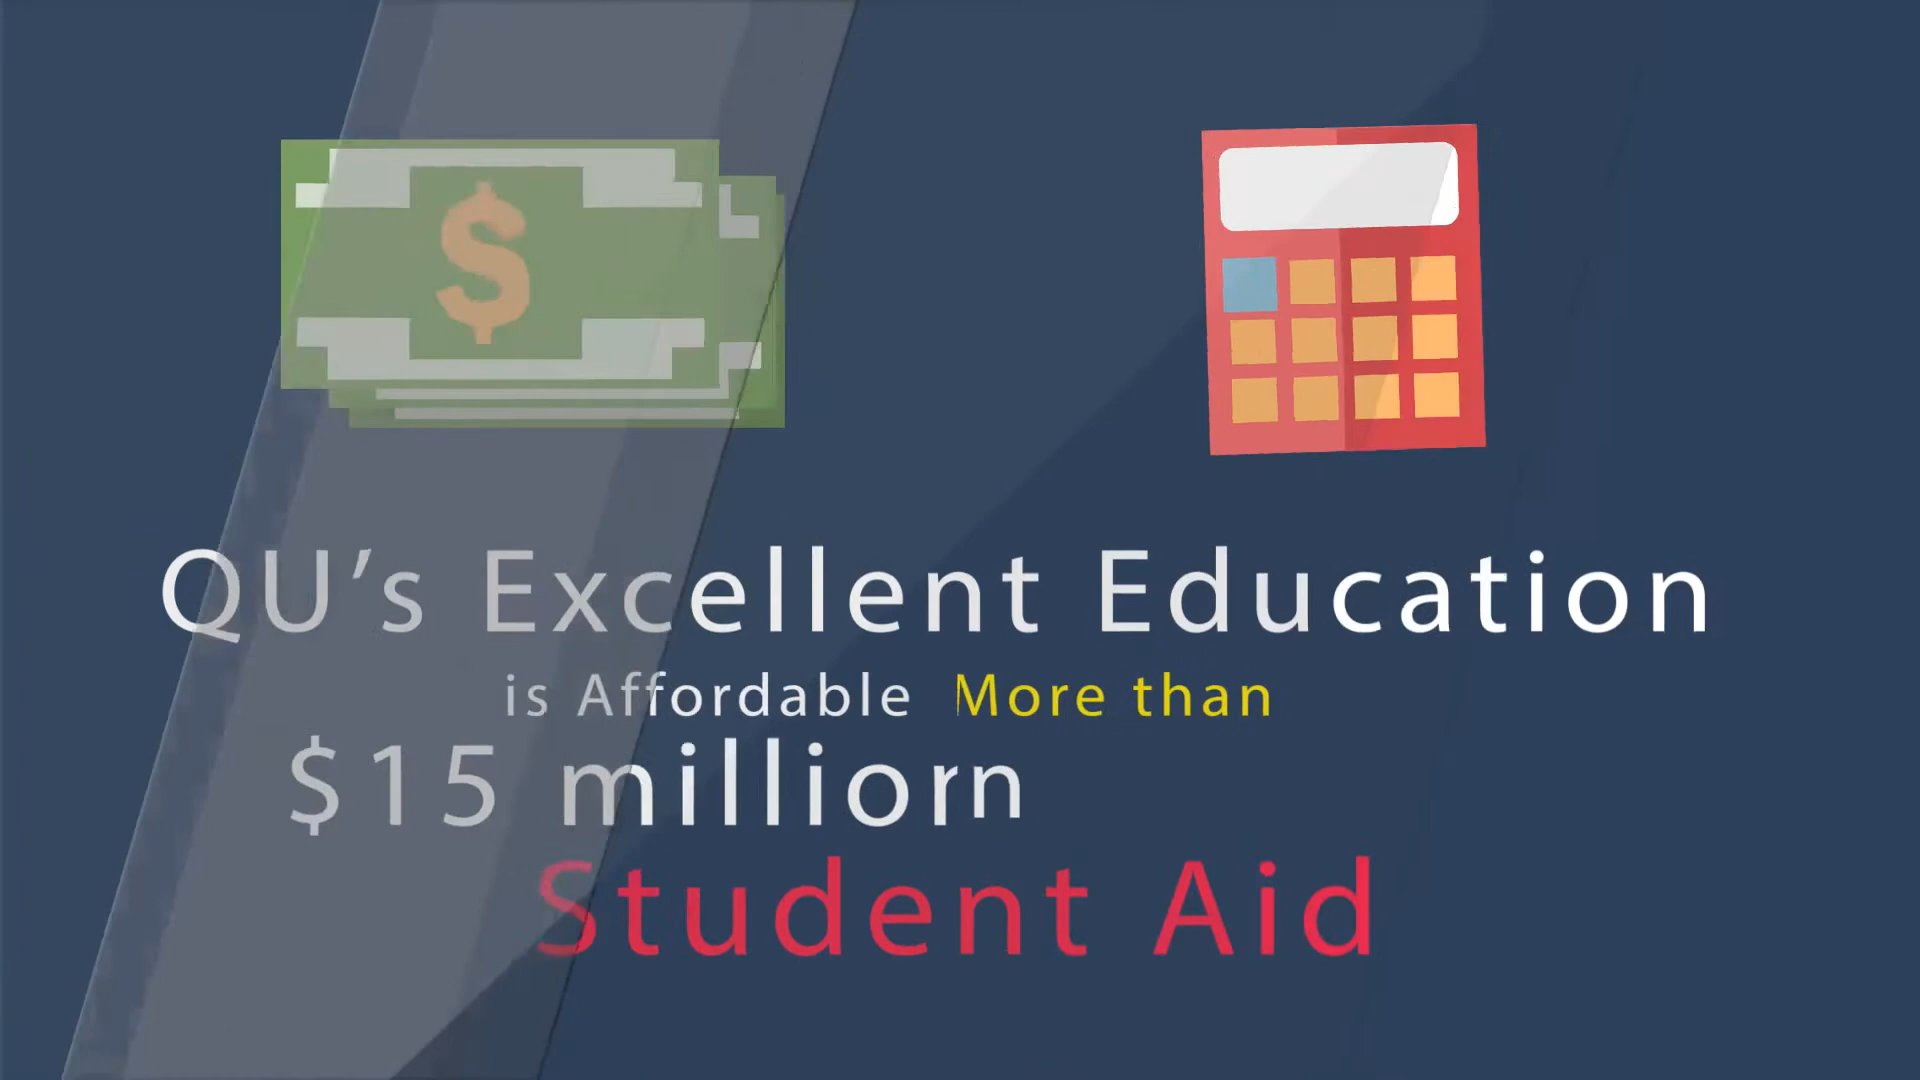 $
QU’s Excellent Education
is Affordable More than
$15 milliorn
Student Aid